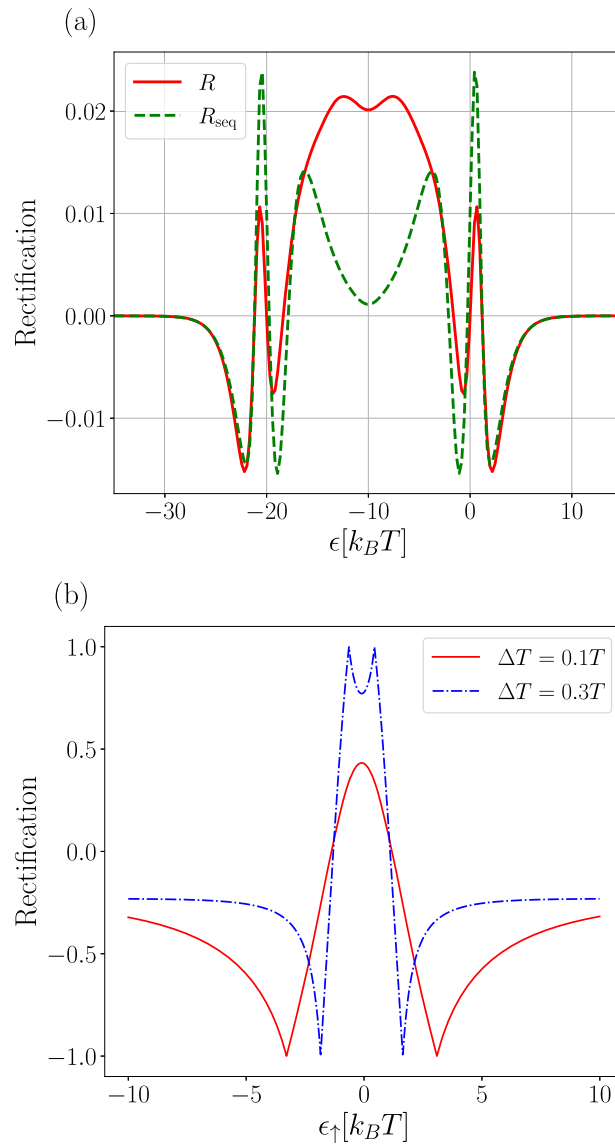 (a)
R
R_seq
0.02
0.01
0.00
−0.01
Rectification
−30 −20 −10 0 10
ϵ[k_BT]
(b)
ΔT = 0.1T
ΔT = 0.3T
1.0
0.5
0.0
−0.5
−1.0
Rectification
−10 −5 0 5 10
ϵ↑[k_BT]